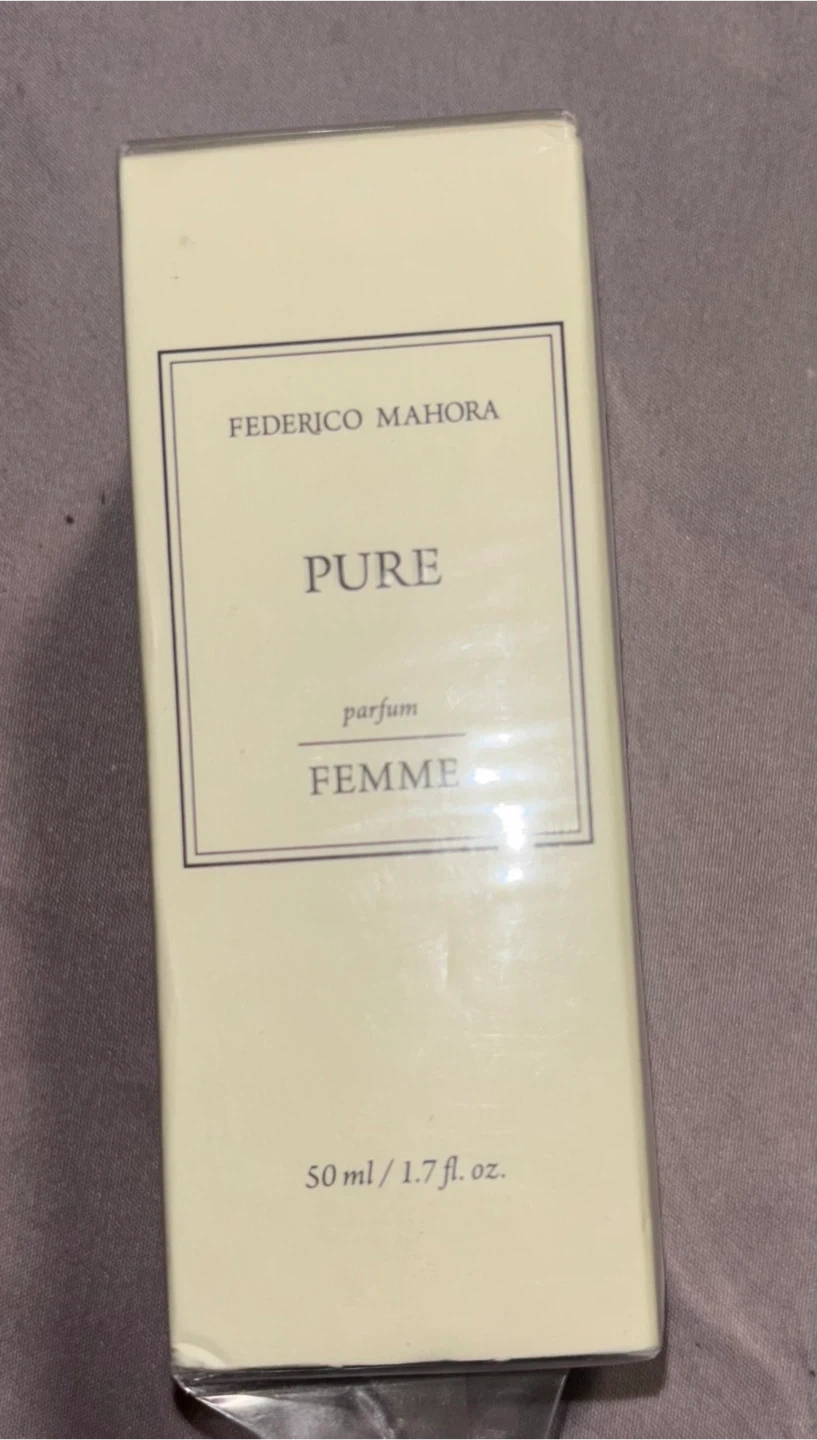 FEDERICO MAHORA
PURE
parfum
FEMME
50 ml / 1.7 fl. oz.